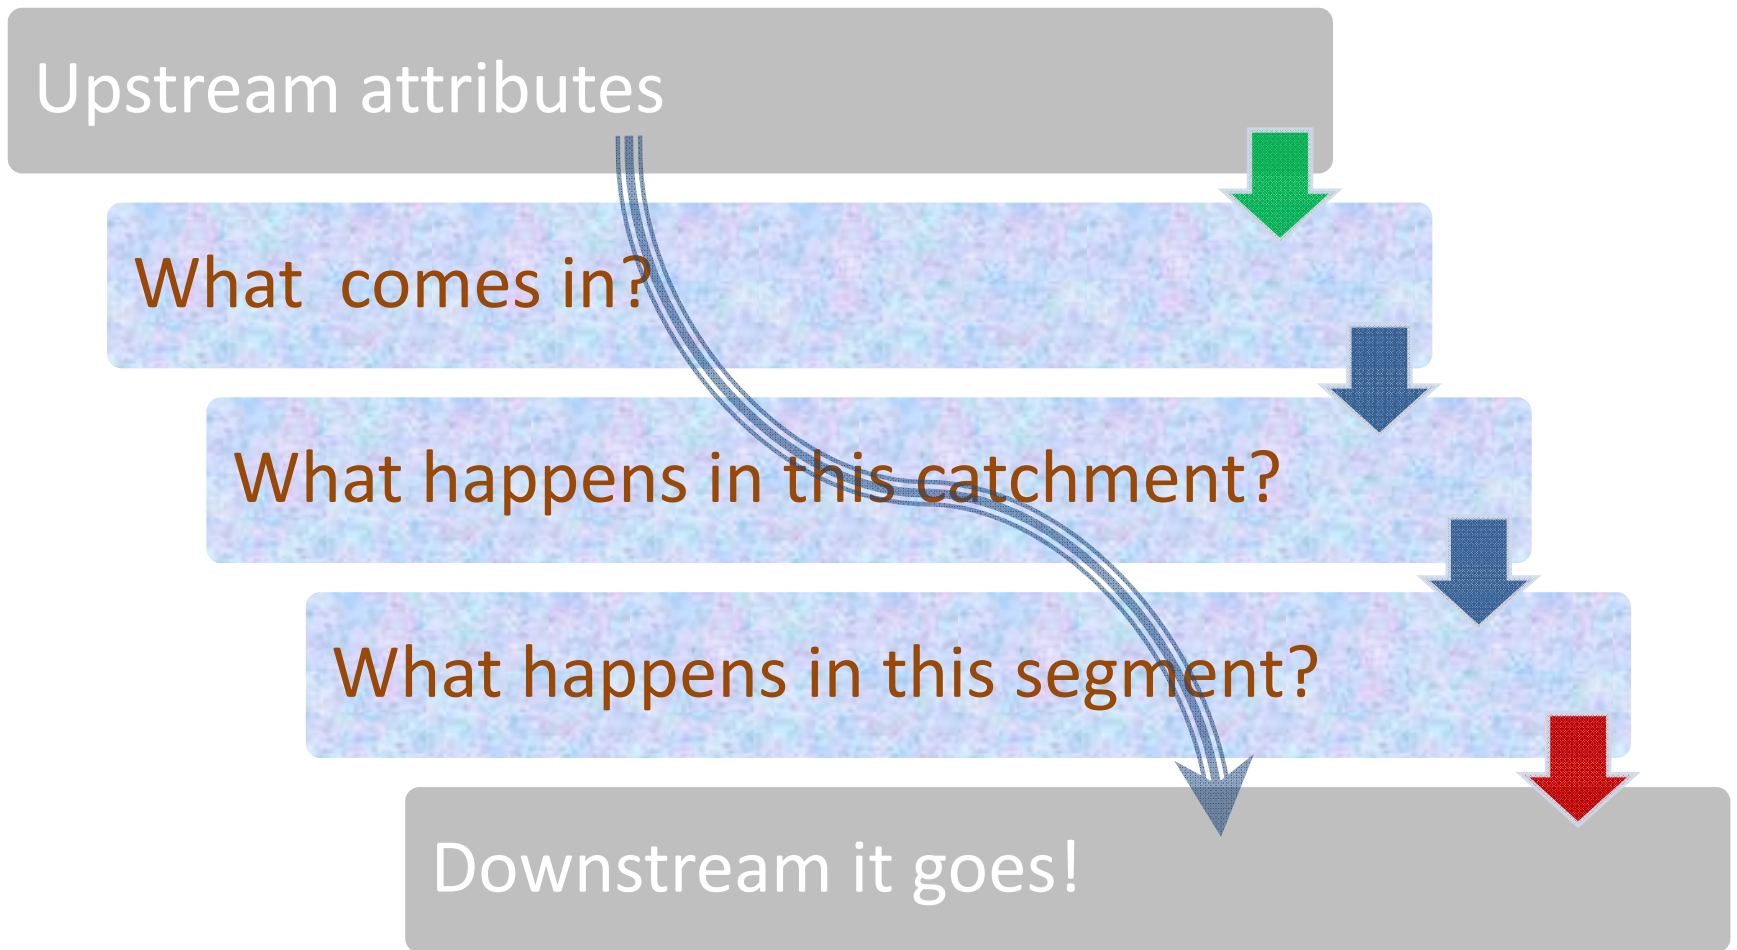 Upstream attributes
What  comes in?
What happens in this catchment?
What happens in this segment?
Downstream it goes!